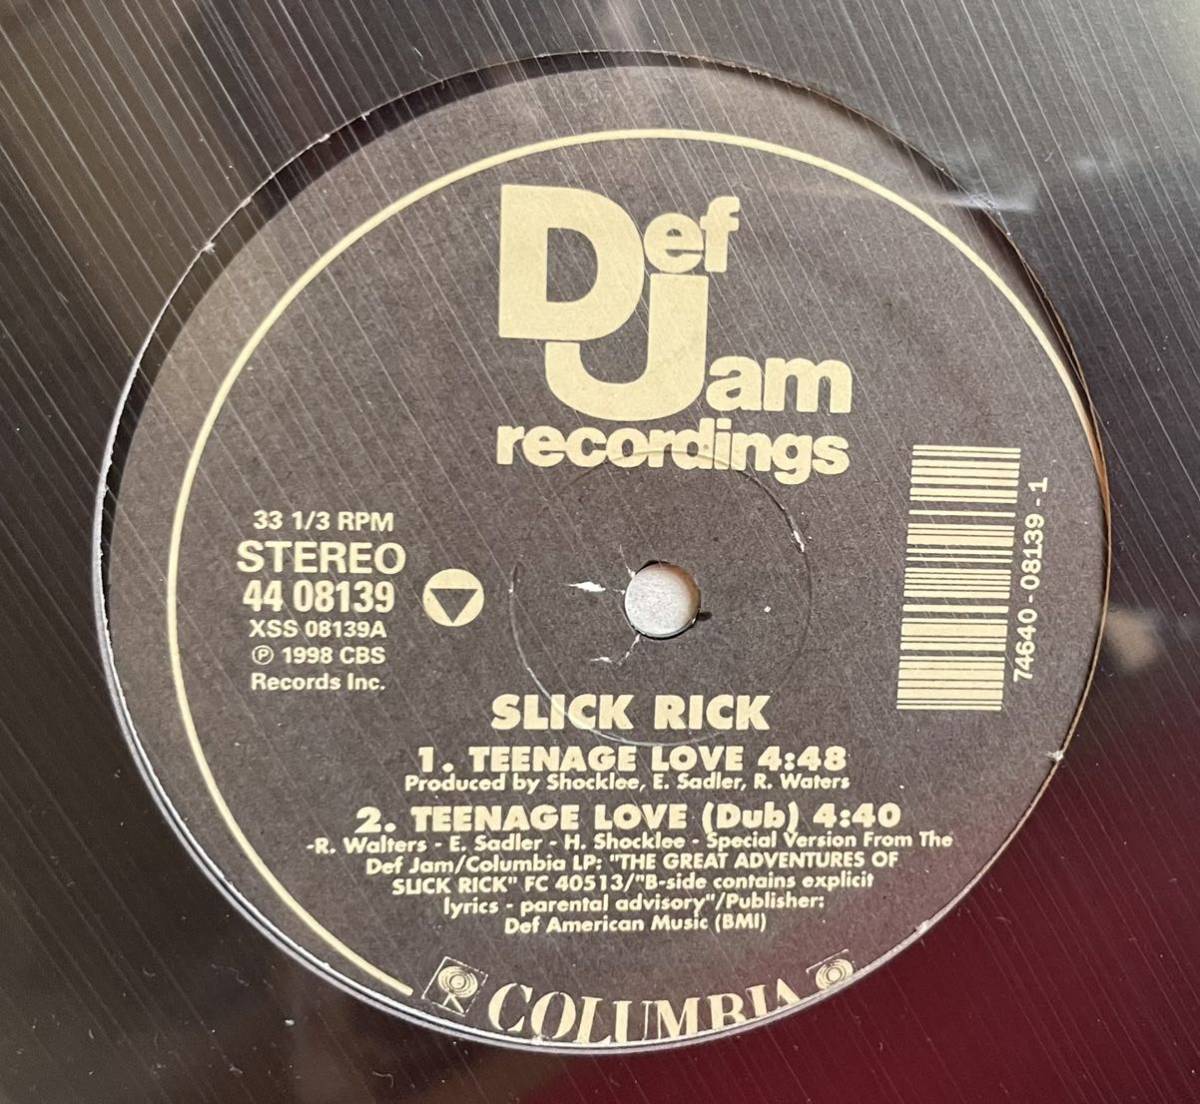 Def
Jam
recordings
33 1/3 RPM
STEREO
44 08139
XSS 08139A
℗ 1998 CBS
Records Inc.
74640-08139-1
SLICK RICK
1. TEENAGE LOVE 4:48
Produced by Shocklee, E. Sadler, R. Waters
2. TEENAGE LOVE (Dub) 4:40
-R. Walters - E. Sadler - H. Shocklee - Special Version From The
Def Jam/Columbia LP: "THE GREAT ADVENTURES OF
SLICK RICK" FC 40513/"B-side contains explicit
lyrics - parental advisory"/Publisher:
Def American Music (BMI)
COLUMBIA